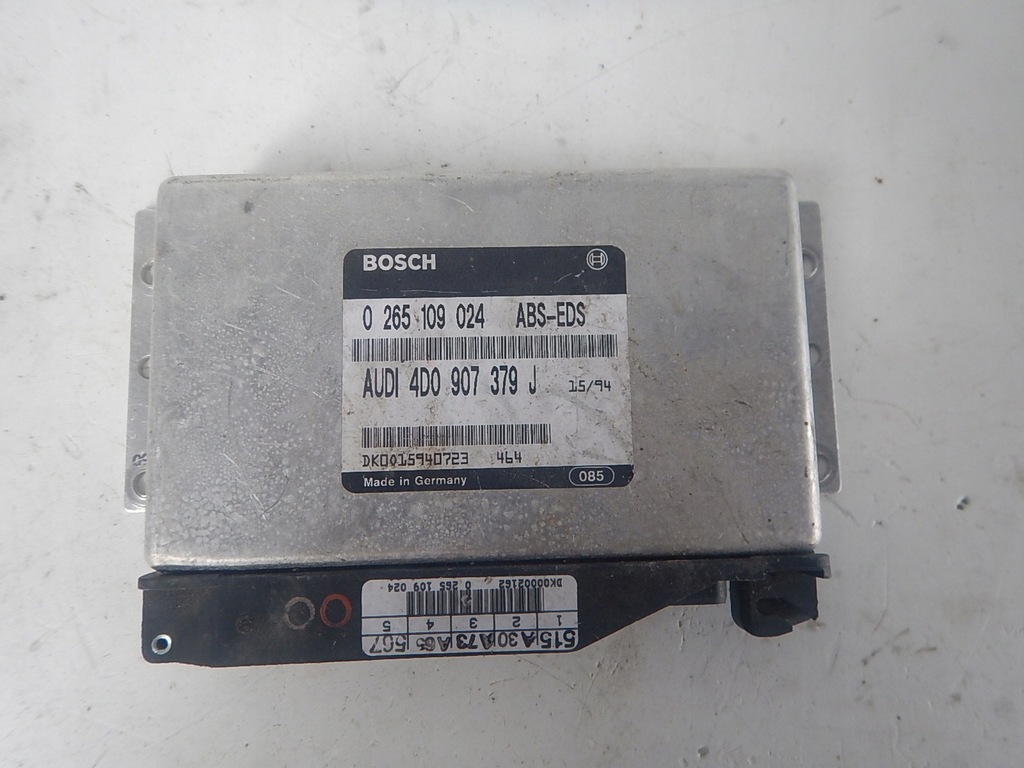 BOSCH
0 265 109 024 ABS-EDS
AUDI 4D0 907 379 J 15/94
DK0015940723 464
Made in Germany 085
1 2 3 4 5
DK00002162 0 265 109 024